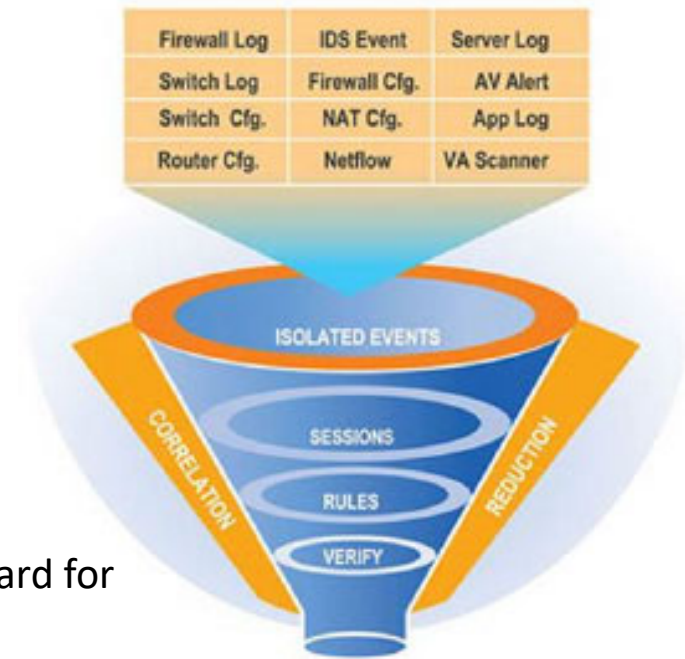 Firewall Log IDS Event Server Log
Switch Log Firewall Cfg. AV Alert
Switch Cfg. NAT Cfg. App Log
Router Cfg. Netflow VA Scanner
ISOLATED EVENTS
CORRELATION
REDUCTION
SESSIONS
RULES
VERIFY
ard for